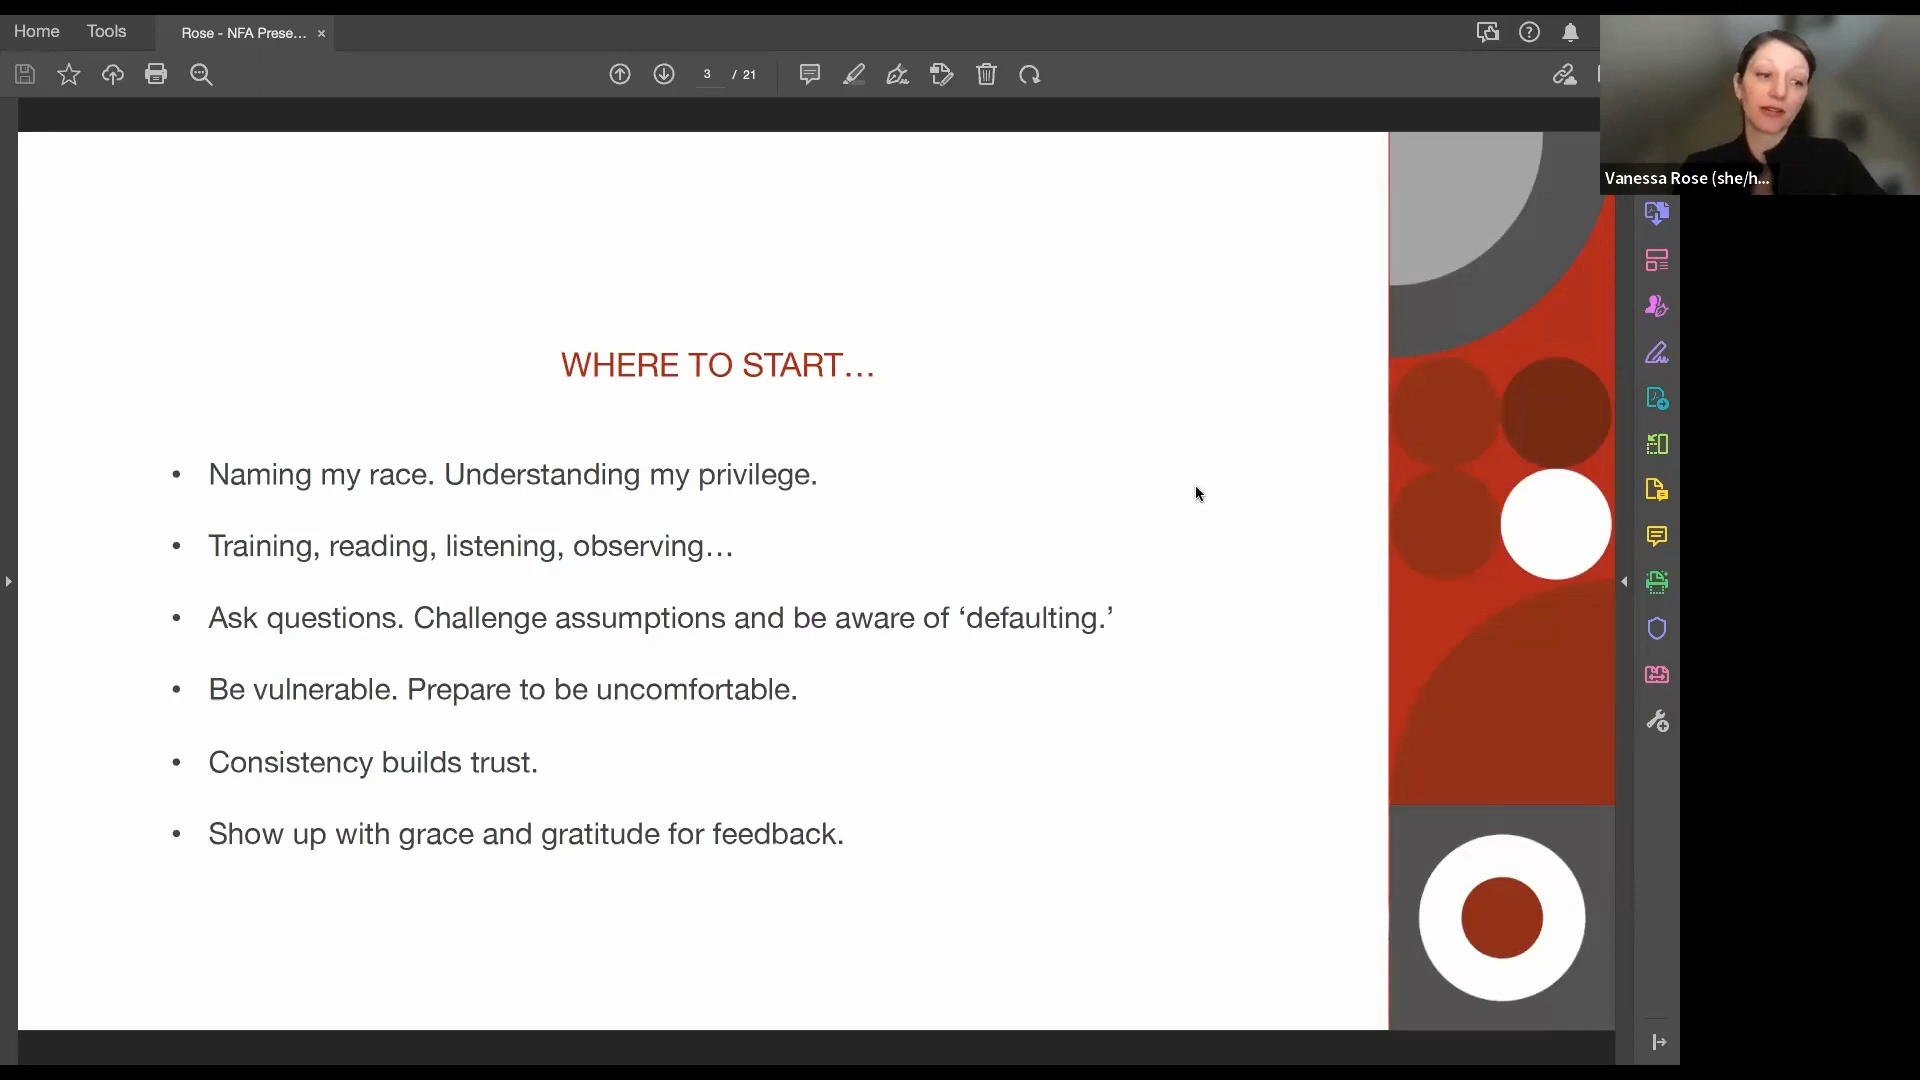 Home
Tools
Rose - NFA Prese... ×
3 / 21
Vanessa Rose (she/h...
WHERE TO START...
• Naming my race. Understanding my privilege.
• Training, reading, listening, observing...
• Ask questions. Challenge assumptions and be aware of ‘defaulting.’
• Be vulnerable. Prepare to be uncomfortable.
• Consistency builds trust.
• Show up with grace and gratitude for feedback.